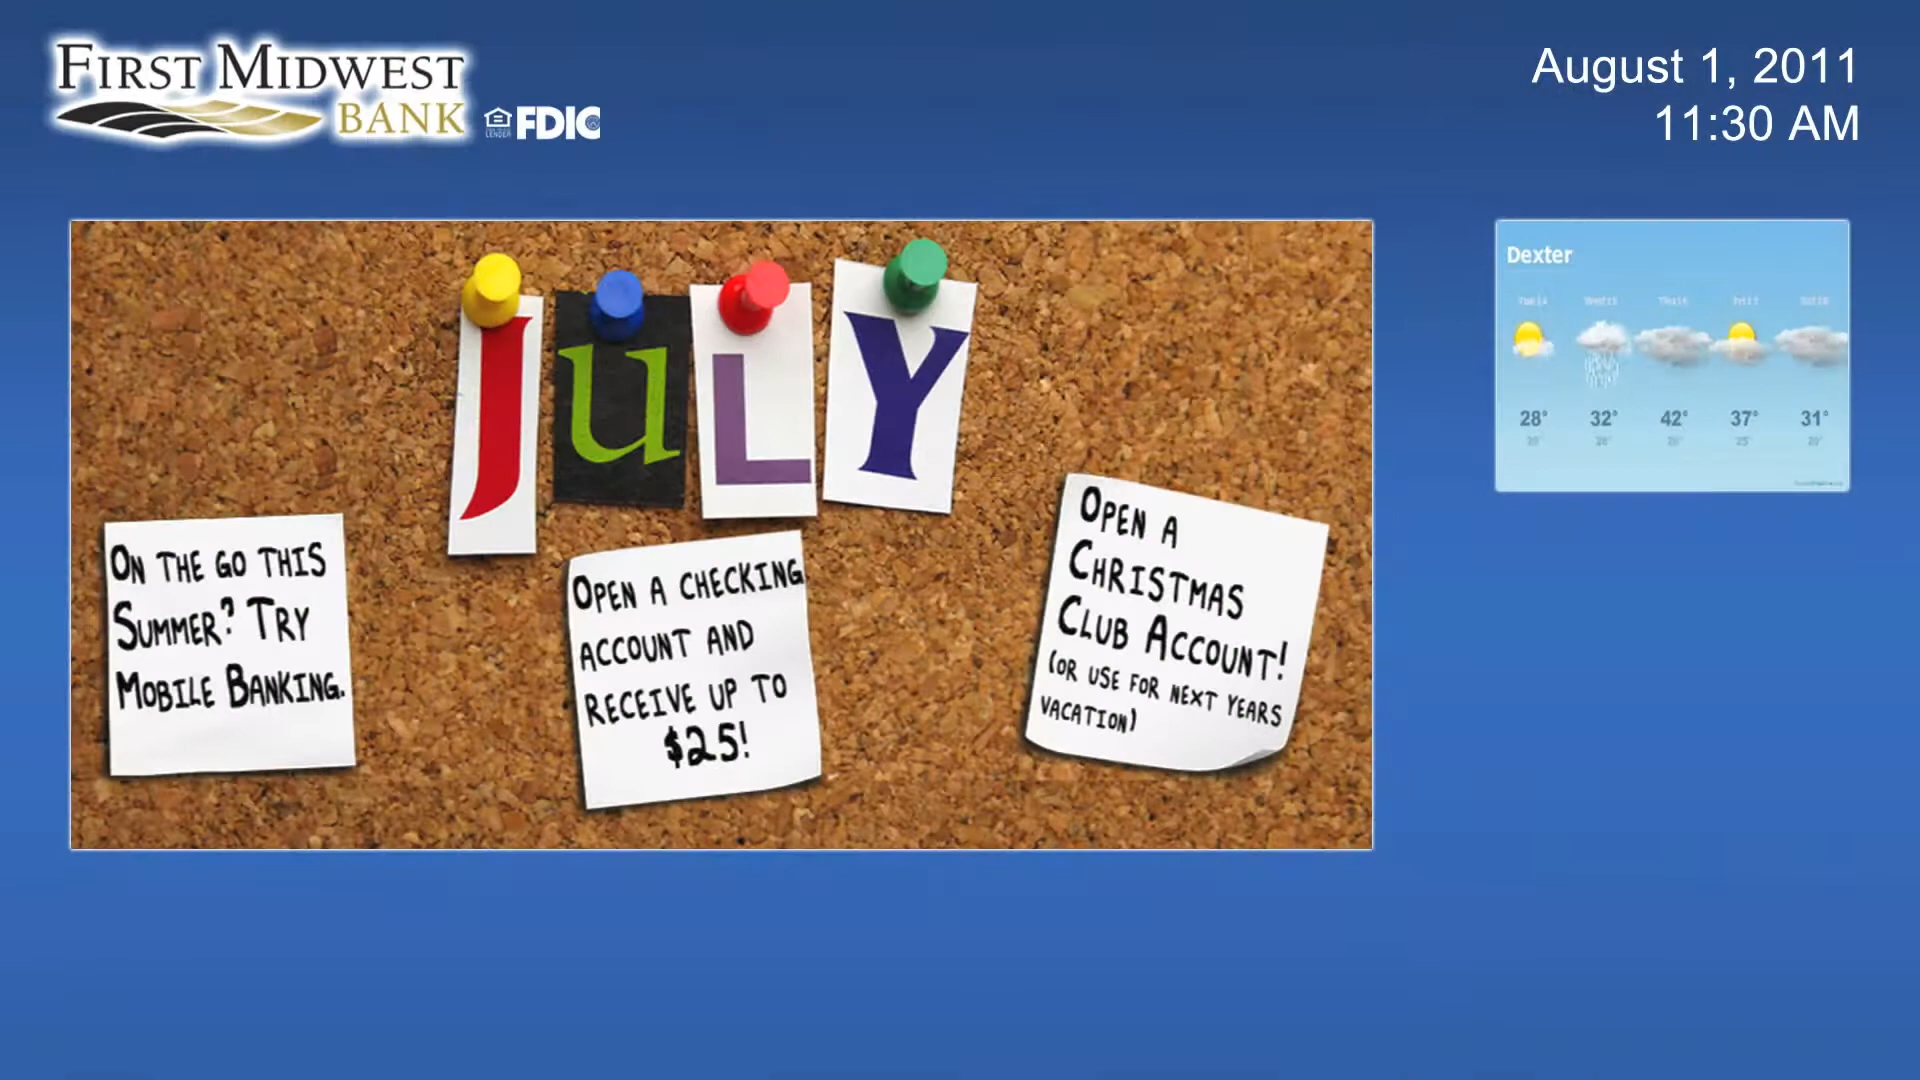 FIRST MIDWEST
BANK
FDIC
August 1, 2011
11:30 AM
JuLY
ON THE GO THIS
SUMMER? TRY
MOBILE BANKING.
OPEN A CHECKING
ACCOUNT AND
RECEIVE UP TO
$25!
OPEN A
CHRISTMAS
CLUB ACCOUNT!
(OR USE FOR NEXT YEARS
VACATION)
Dexter
28° 32° 42° 37° 31°